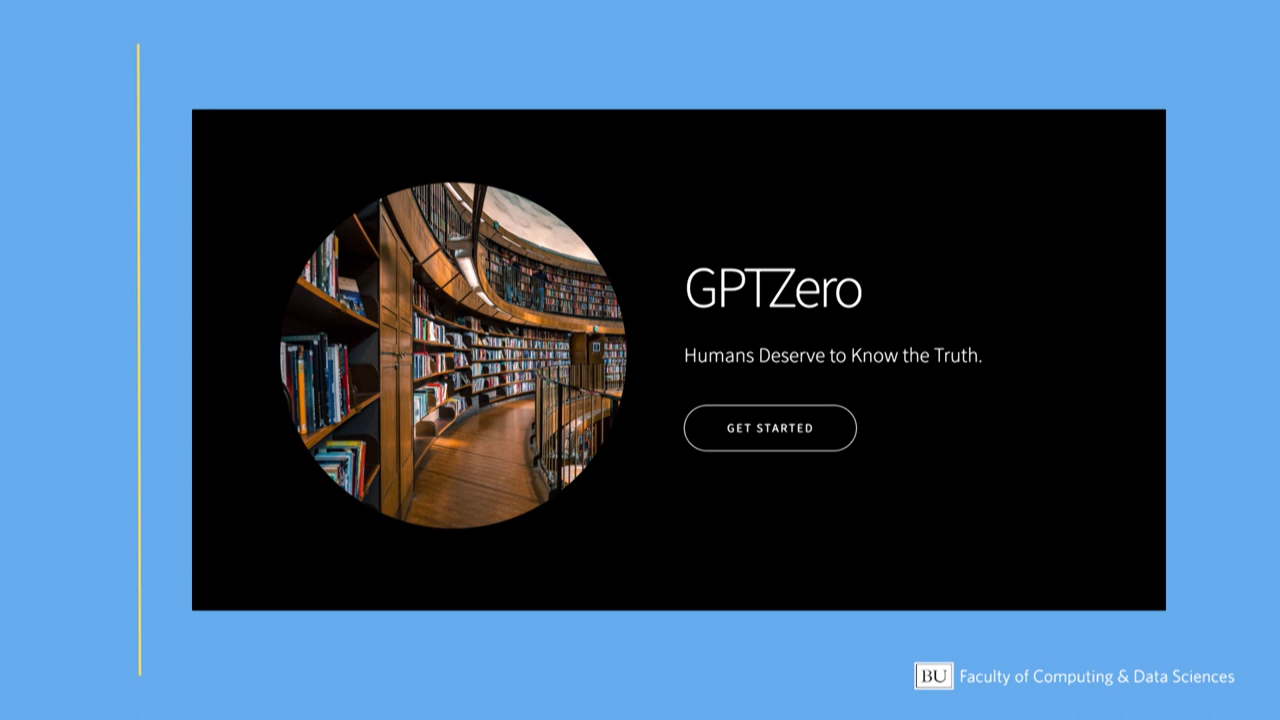 GPTZero
Humans Deserve to Know the Truth.
GET STARTED
BU Faculty of Computing & Data Sciences